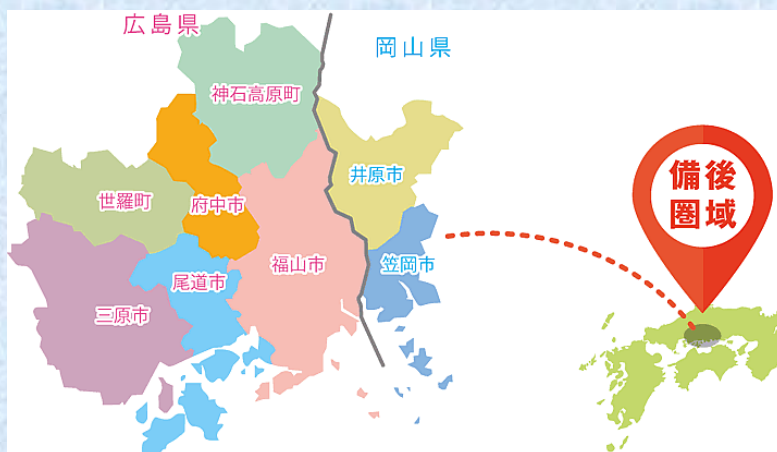 広島県
岡山県
神石高原町
井原市
世羅町
府中市
福山市
笠岡市
尾道市
三原市
備後
圏域